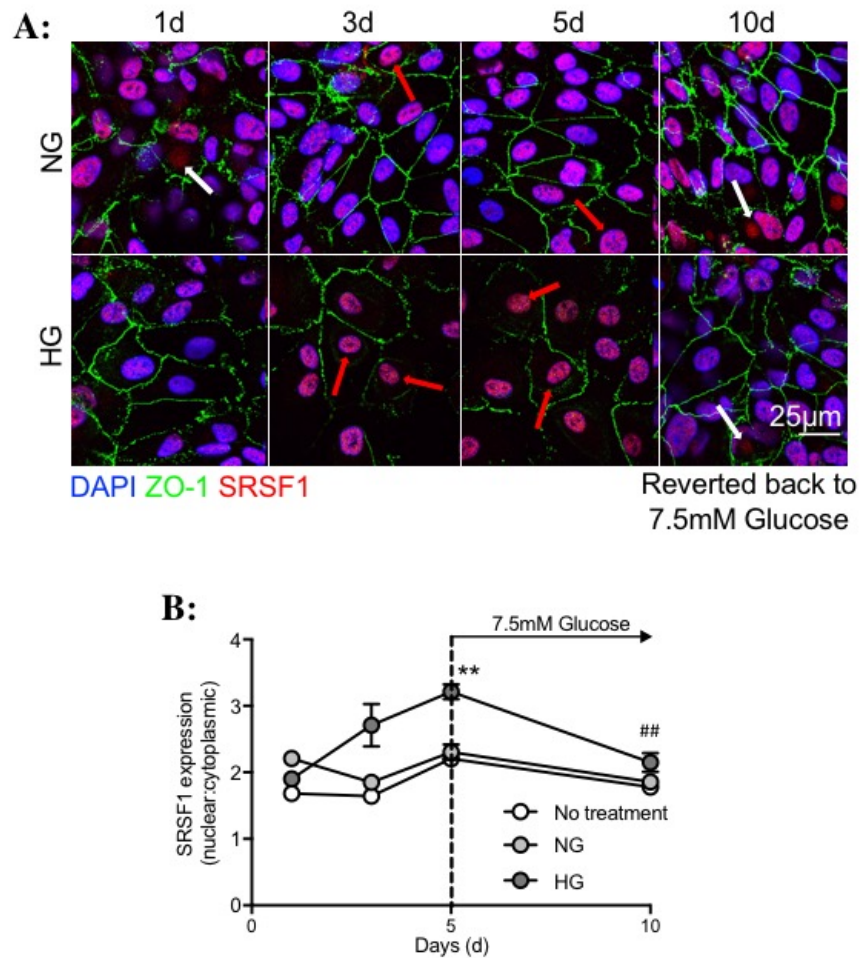 A:
1d 3d 5d 10d
NG
HG
25µm
DAPI ZO-1 SRSF1
Reverted back to
7.5mM Glucose
B:
7.5mM Glucose
4
3
2
1
0
SRSF1 expression
(nuclear:cytoplasmic)
**
##
No treatment
NG
HG
0 5 10
Days (d)